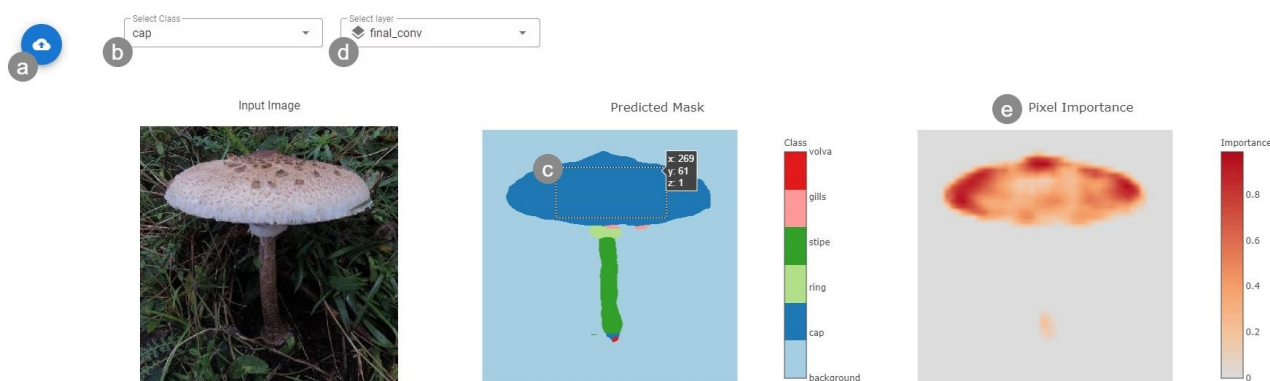 Select Class
cap
Select layer
final_conv
a
b
d
Input Image
Predicted Mask
e
Pixel Importance
c
x: 269
y: 61
z: 1
Class
volva
gills
stipe
ring
cap
background
Importance
0.8
0.6
0.4
0.2
0